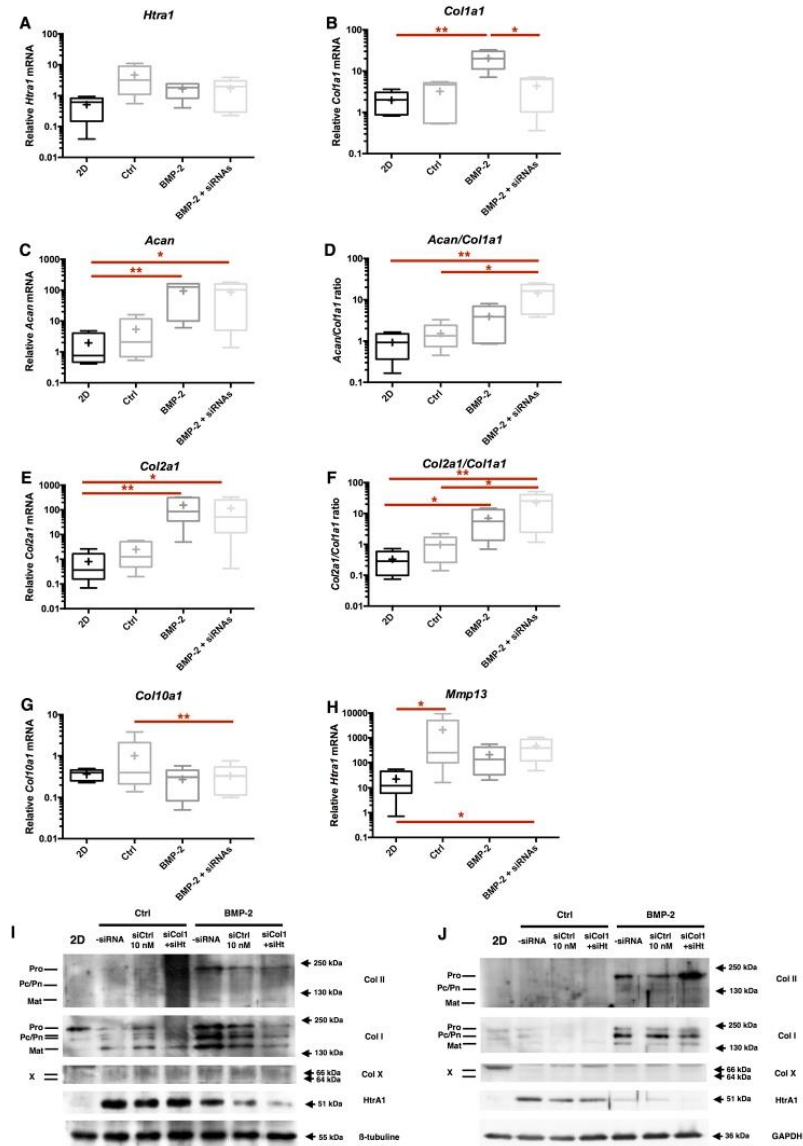 A
Htra1
Relative Htra1 mRNA
100
10
1
0.1
0.01
2D
Ctrl
BMP-2
BMP-2 + siRNAs
B
Col1a1
Relative Col1a1 mRNA
100
10
1
0.1
**
*
2D
Ctrl
BMP-2
BMP-2 + siRNAs
C
Acan
Relative Acan mRNA
1000
100
10
1
0.1
*
**
2D
Ctrl
BMP-2
BMP-2 + siRNAs
D
Acan/Col1a1
Acan/Col1a1 ratio
100
10
1
0.1
**
*
2D
Ctrl
BMP-2
BMP-2 + siRNAs
E
Col2a1
Relative Col2a1 mRNA
1000
100
10
1
0.1
0.01
*
**
2D
Ctrl
BMP-2
BMP-2 + siRNAs
F
Col2a1/Col1a1
Col2a1/Col1a1 ratio
100
10
1
0.1
0.01
**
*
*
2D
Ctrl
BMP-2
BMP-2 + siRNAs
G
Col10a1
Relative Col10a1 mRNA
10
1
0.1
0.01
**
2D
Ctrl
BMP-2
BMP-2 + siRNAs
H
Mmp13
Relative Htra1 mRNA
10000
1000
100
10
1
0.1
*
*
2D
Ctrl
BMP-2
BMP-2 + siRNAs
I
Ctrl BMP-2
2D -siRNA siCtrl 10 nM siCol1 +siHt -siRNA siCtrl 10 nM siCol1 +siHt
Pro 250 kDa
Pc/Pn Col II
Mat 130 kDa
Pro 250 kDa
Pc/Pn Col I
Mat 130 kDa
X 66 kDa Col X
64 kDa
51 kDa HtrA1
55 kDa ß-tubuline
J
Ctrl BMP-2
2D -siRNA siCtrl 10 nM siCol1 +siHt -siRNA siCtrl 10 nM siCol1 +siHt
Pro 250 kDa
Pc/Pn Col II
130 kDa
Mat
Pro 250 kDa
Pc/Pn Col I
Mat 130 kDa
X 66 kDa Col X
64 kDa
51 kDa HtrA1
36 kDa GAPDH